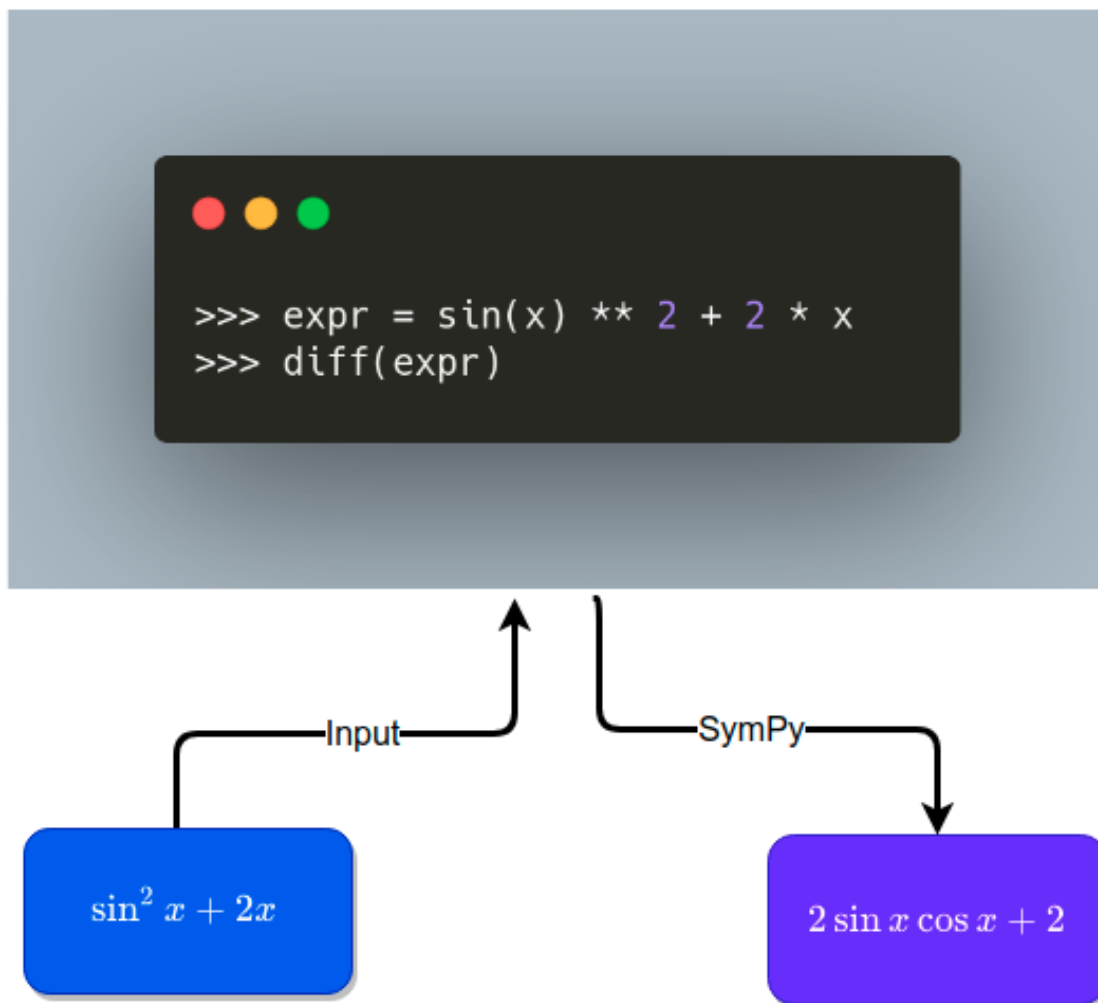 >>> expr = sin(x) ** 2 + 2 * x
>>> diff(expr)
Input
SymPy
sin² x + 2x
2 sin x cos x + 2